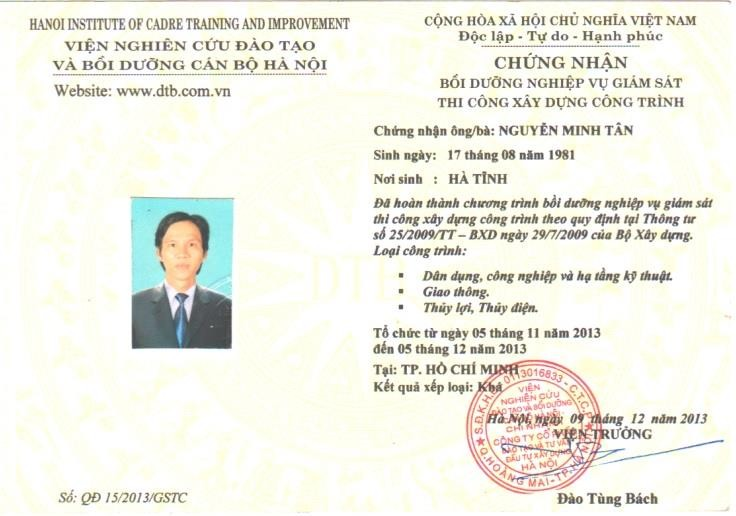 HANOI INSTITUTE OF CADRE TRAINING AND IMPROVEMENT
VIỆN NGHIÊN CỨU ĐÀO TẠO
VÀ BỒI DƯỠNG CÁN BỘ HÀ NỘI
Website: www.dtb.com.vn
Số: QĐ 15/2013/GSTC
CỘNG HÒA XÃ HỘI CHỦ NGHĨA VIỆT NAM
Độc lập - Tự do - Hạnh phúc
CHỨNG NHẬN
BỒI DƯỠNG NGHIỆP VỤ GIÁM SÁT
THI CÔNG XÂY DỰNG CÔNG TRÌNH
Chứng nhận ông/bà: NGUYỄN MINH TÂN
Sinh ngày: 17 tháng 08 năm 1981
Nơi sinh : HÀ TĨNH
Đã hoàn thành chương trình bồi dưỡng nghiệp vụ giám sát
thi công xây dựng công trình theo quy định tại Thông tư
số 25/2009/TT – BXD ngày 29/7/2009 của Bộ Xây dựng.
Loại công trình:
▪ Dân dụng, công nghiệp và hạ tầng kỹ thuật.
▪ Giao thông.
▪ Thủy lợi, Thủy điện.
Tổ chức từ ngày 05 tháng 11 năm 2013
đến 05 tháng 12 năm 2013
Tại: TP. HỒ CHÍ MINH
Kết quả xếp loại: Khá
Hà Nội, ngày 09 tháng 12 năm 2013
VIỆN TRƯỞNG
S.Đ.K.H.Đ: 0113016833 - C.T.C.P
VIỆN
NGHIÊN CỨU
ĐÀO TẠO VÀ BỒI DƯỠNG
CHI NHÁNH
CÔNG TY CỔ PHẦN
ĐÀO TẠO VÀ TƯ VẤN
ĐẦU TƯ XÂY DỰNG
HÀ NỘI
Q.HOÀNG MAI-TP.HÀ NỘI
Đào Tùng Bách
DTB